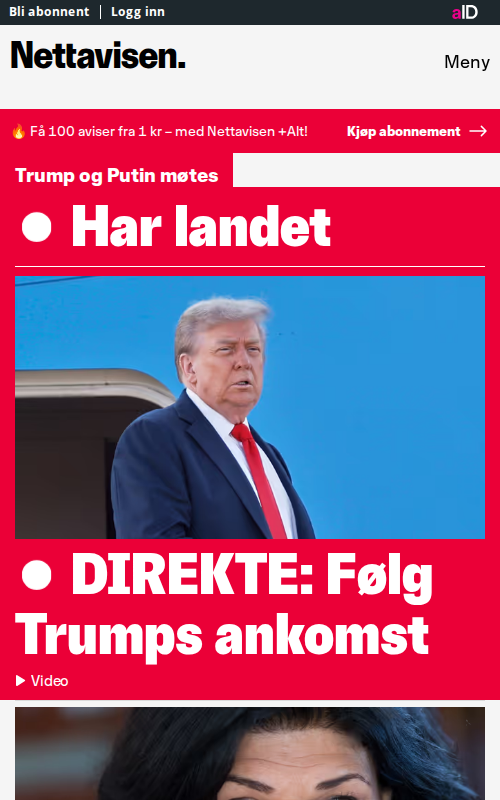 Bli abonnent | Logg inn
aID
Nettavisen.
Meny
🔥 Få 100 aviser fra 1 kr – med Nettavisen +Alt!
Kjøp abonnement →
Trump og Putin møtes
● Har landet
● DIREKTE: Følg
Trumps ankomst
Video